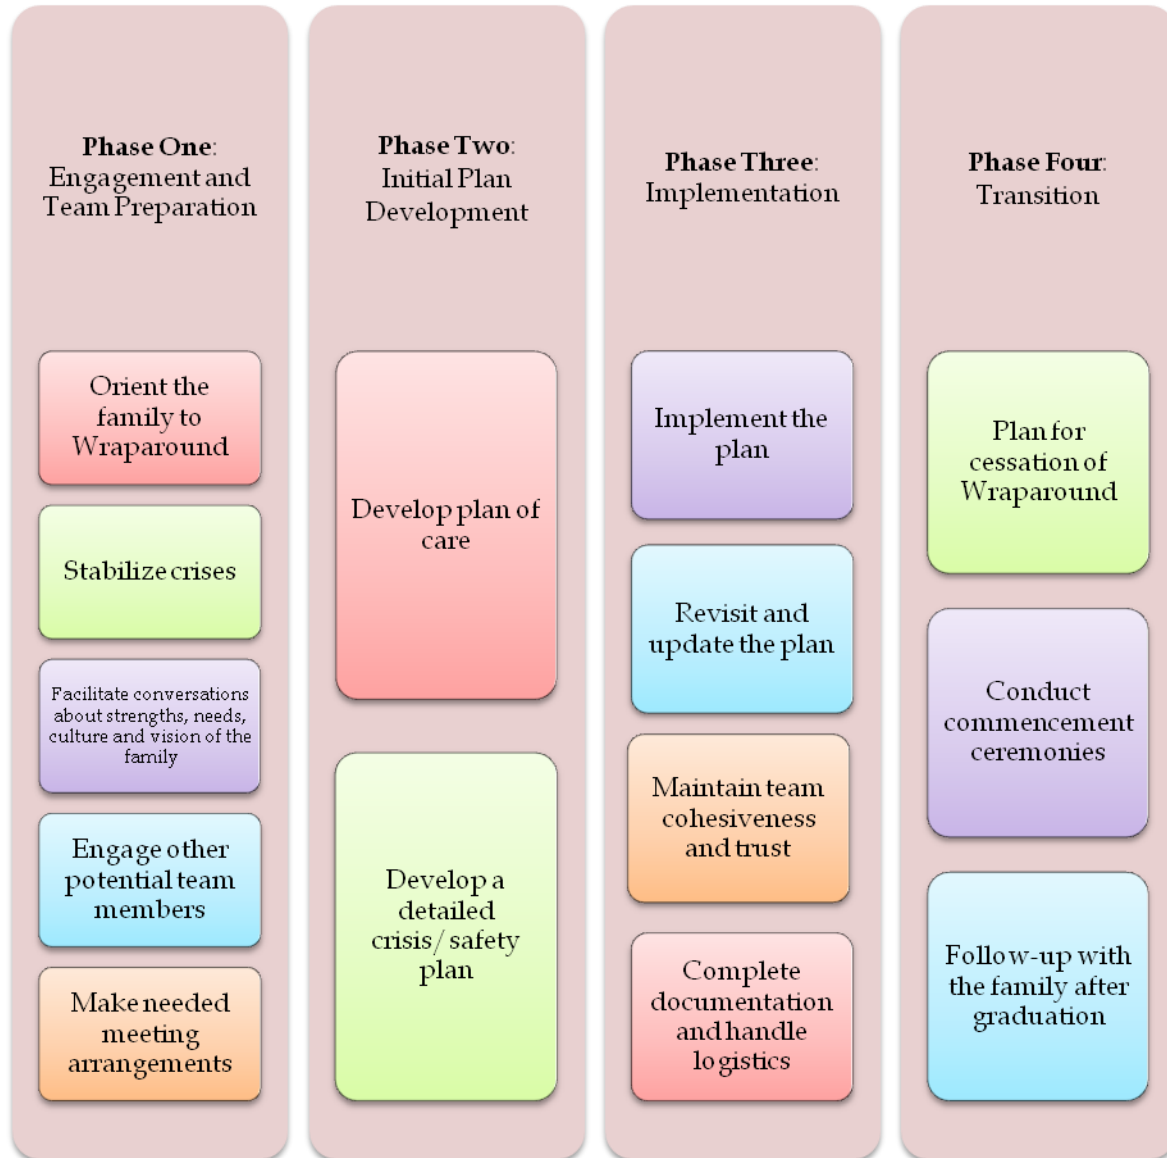 Phase One:
Engagement and
Team Preparation
Orient the
family to
Wraparound
Stabilize crises
Facilitate conversations
about strengths, needs,
culture and vision of the
family
Engage other
potential team
members
Make needed
meeting
arrangements
Phase Two:
Initial Plan
Development
Develop plan of
care
Develop a
detailed
crisis/ safety
plan
Phase Three:
Implementation
Implement the
plan
Revisit and
update the plan
Maintain team
cohesiveness
and trust
Complete
documentation
and handle
logistics
Phase Four:
Transition
Plan for
cessation of
Wraparound
Conduct
commencement
ceremonies
Follow-up with
the family after
graduation